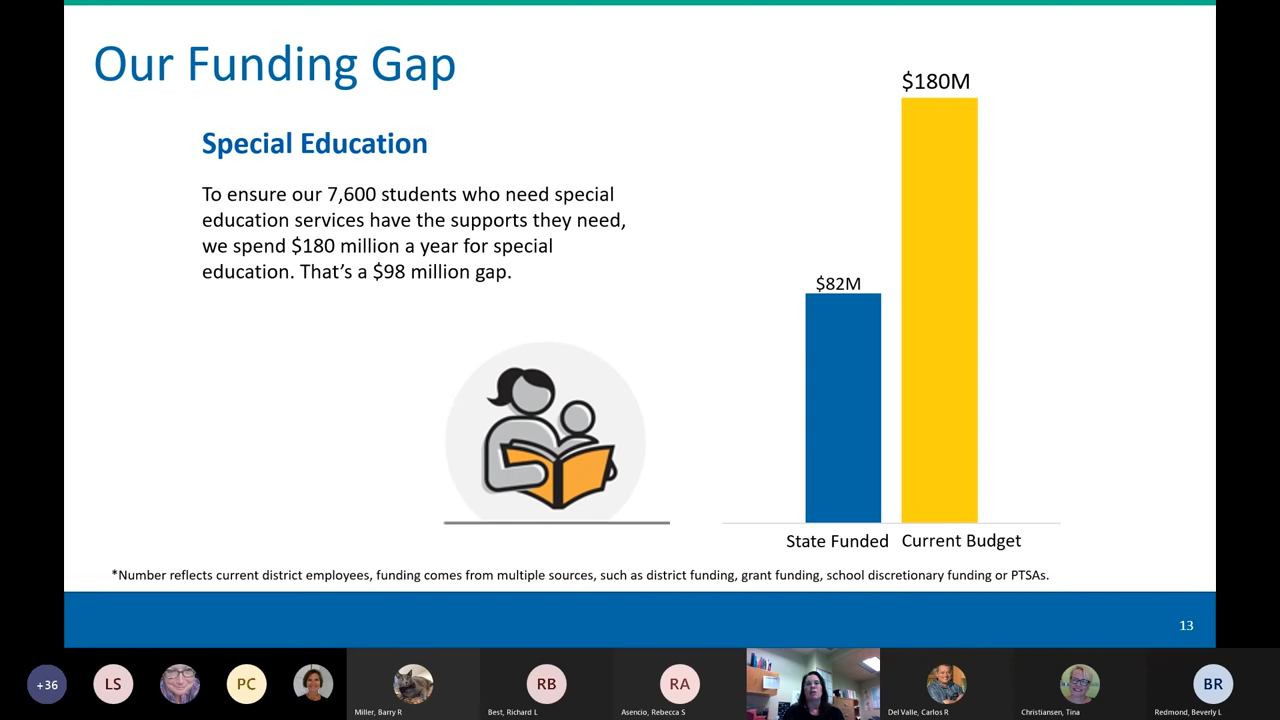 Our Funding Gap
$180M
Special Education
To ensure our 7,600 students who need special
education services have the supports they need,
we spend $180 million a year for special
education. That’s a $98 million gap.
$82M
State Funded
Current Budget
*Number reflects current district employees, funding comes from multiple sources, such as district funding, grant funding, school discretionary funding or PTSAs.
13
+36
LS
PC
RB
RA
BR
Miller, Barry R
Best, Richard L
Asencio, Rebecca S
Del Valle, Carlos R
Christiansen, Tina
Redmond, Beverly L